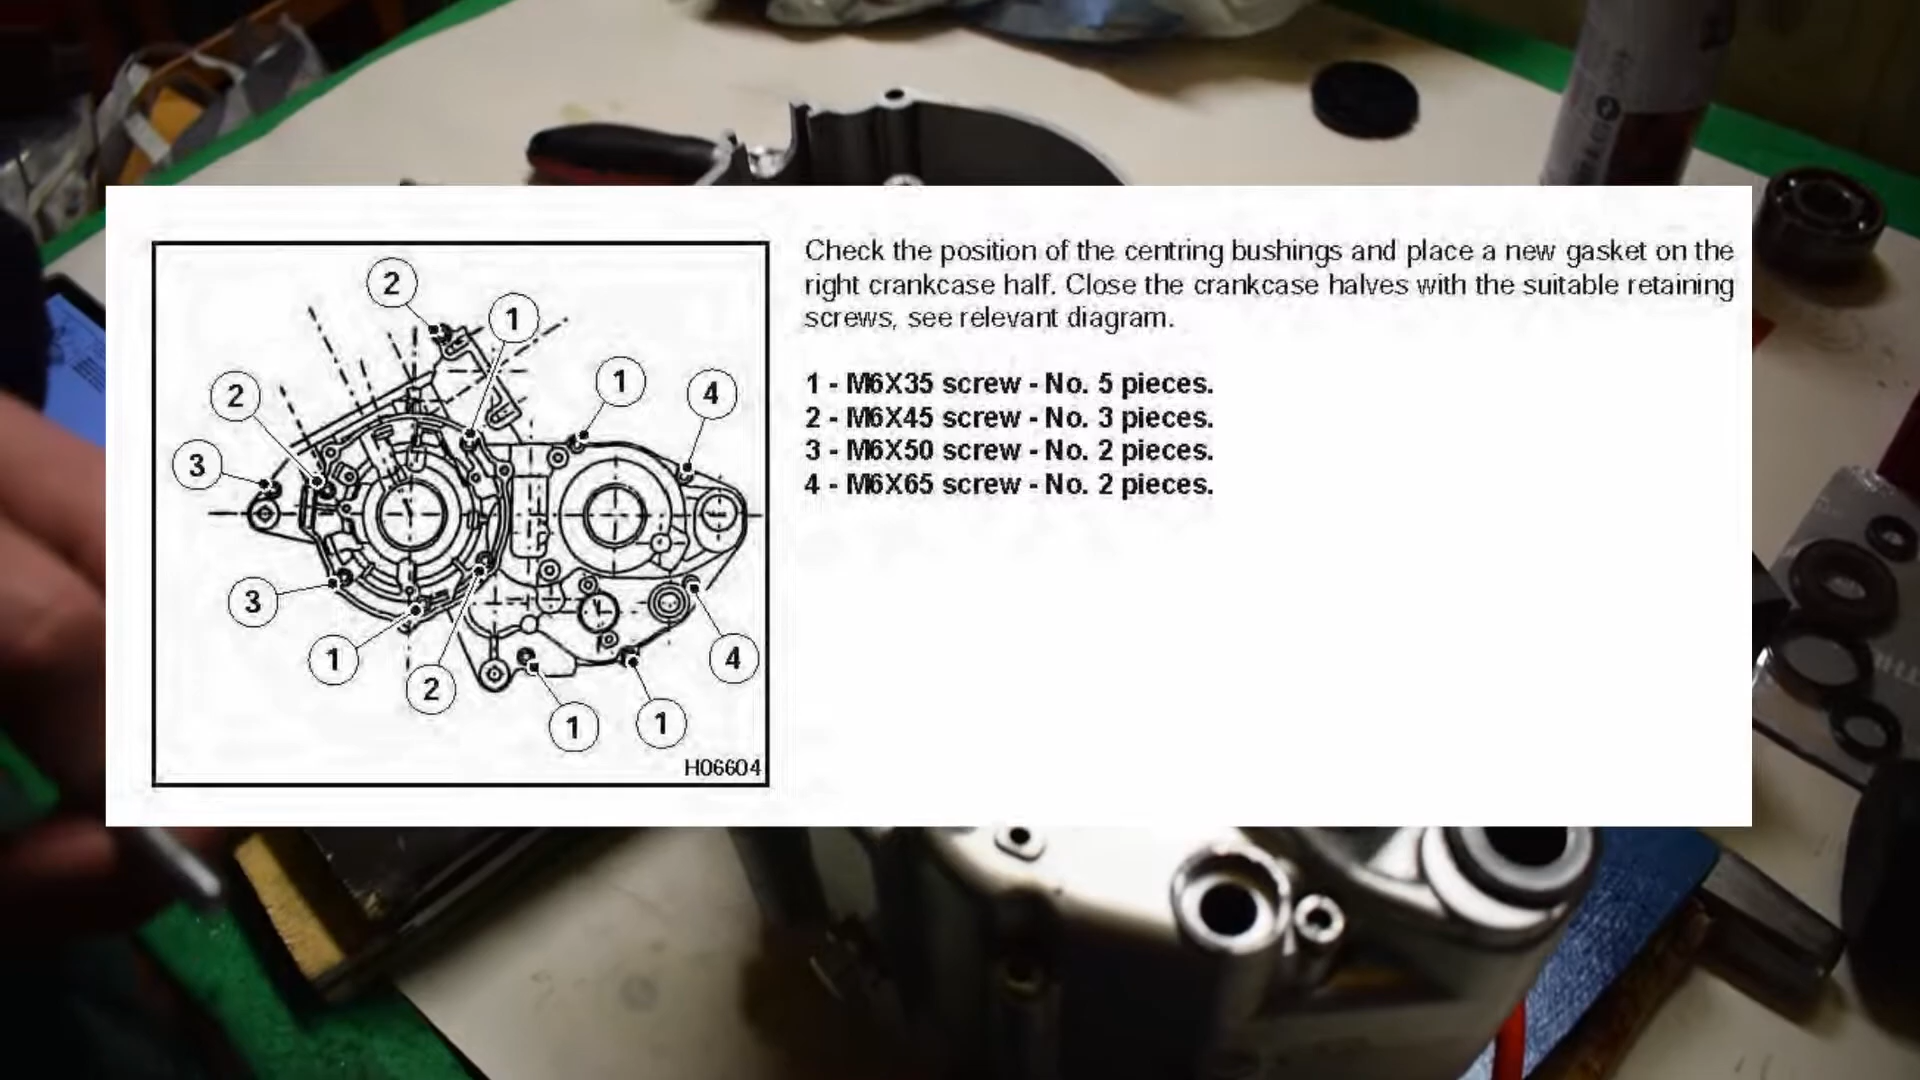 Check the position of the centring bushings and place a new gasket on the
right crankcase half. Close the crankcase halves with the suitable retaining
screws, see relevant diagram.
1 - M6X35 screw - No. 5 pieces.
2 - M6X45 screw - No. 3 pieces.
3 - M6X50 screw - No. 2 pieces.
4 - M6X65 screw - No. 2 pieces.
2
1
1
4
2
3
3
1
2
4
1
1
H06604